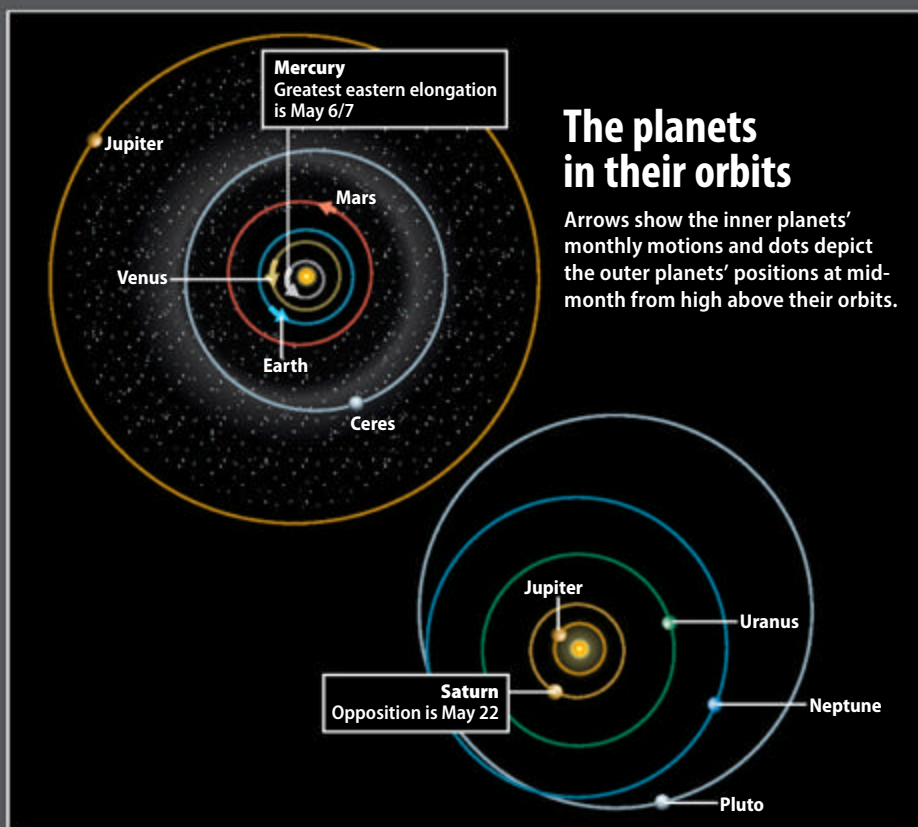 Mercury
Greatest eastern elongation
is May 6/7
The planets
in their orbits
Arrows show the inner planets’
monthly motions and dots depict
the outer planets’ positions at mid-
month from high above their orbits.
Jupiter
Mars
Venus
Earth
Ceres
Jupiter
Uranus
Saturn
Opposition is May 22
Neptune
Pluto